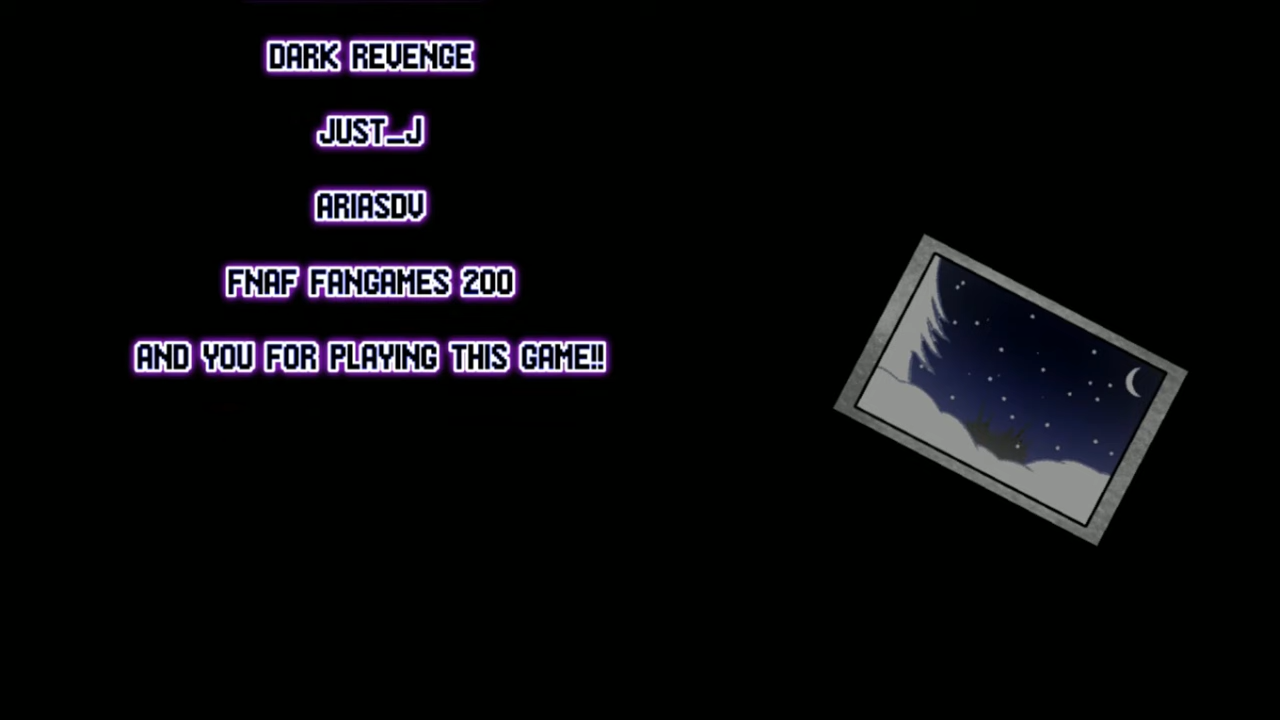 DARK REVENGE
JUST_J
ARIASDV
FNAF FANGAMES 200
AND YOU FOR PLAYING THIS GAME!!